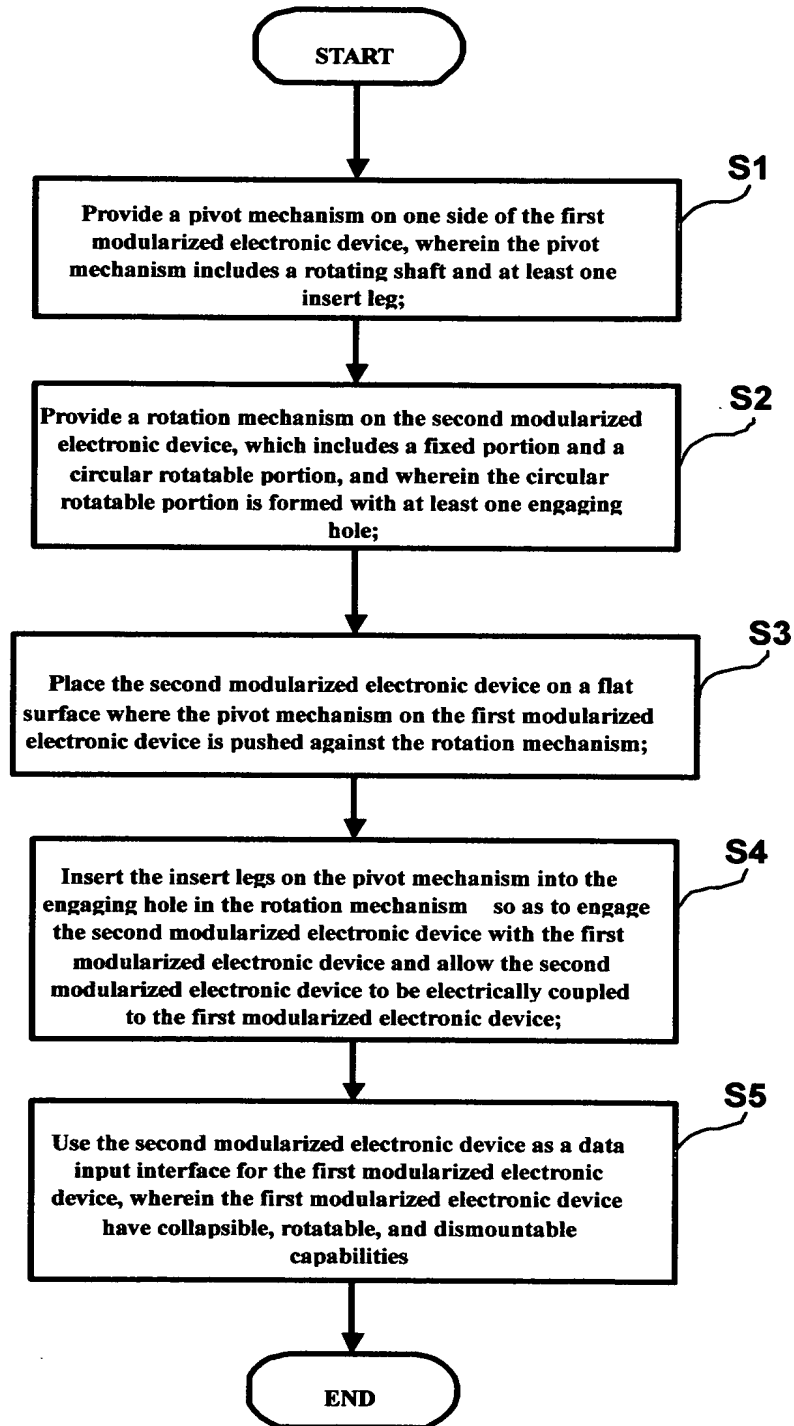 START
S1
Provide a pivot mechanism on one side of the first
modularized electronic device, wherein the pivot
mechanism includes a rotating shaft and at least one
insert leg;
S2
Provide a rotation mechanism on the second modularized
electronic device, which includes a fixed portion and a
circular rotatable portion, and wherein the circular
rotatable portion is formed with at least one engaging
hole;
S3
Place the second modularized electronic device on a flat
surface where the pivot mechanism on the first modularized
electronic device is pushed against the rotation mechanism;
S4
Insert the insert legs on the pivot mechanism into the
engaging hole in the rotation mechanism so as to engage
the second modularized electronic device with the first
modularized electronic device and allow the second
modularized electronic device to be electrically coupled
to the first modularized electronic device;
S5
Use the second modularized electronic device as a data
input interface for the first modularized electronic
device, wherein the first modularized electronic device
have collapsible, rotatable, and dismountable
capabilities
END